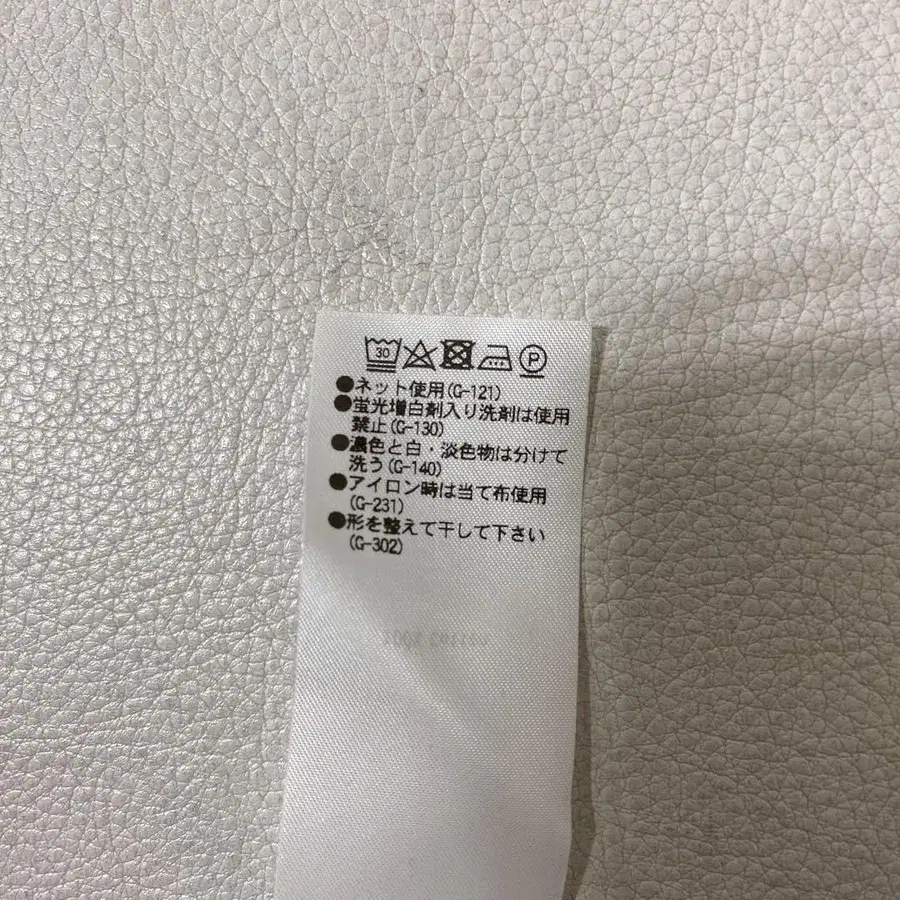 30
P
●ネット使用(G-121)
●蛍光増白剤入り洗剤は使用
禁止(G-130)
●濃色と白・淡色物は分けて
洗う(G-140)
●アイロン時は当て布使用
(G-231)
●形を整えて干して下さい
(G-302)